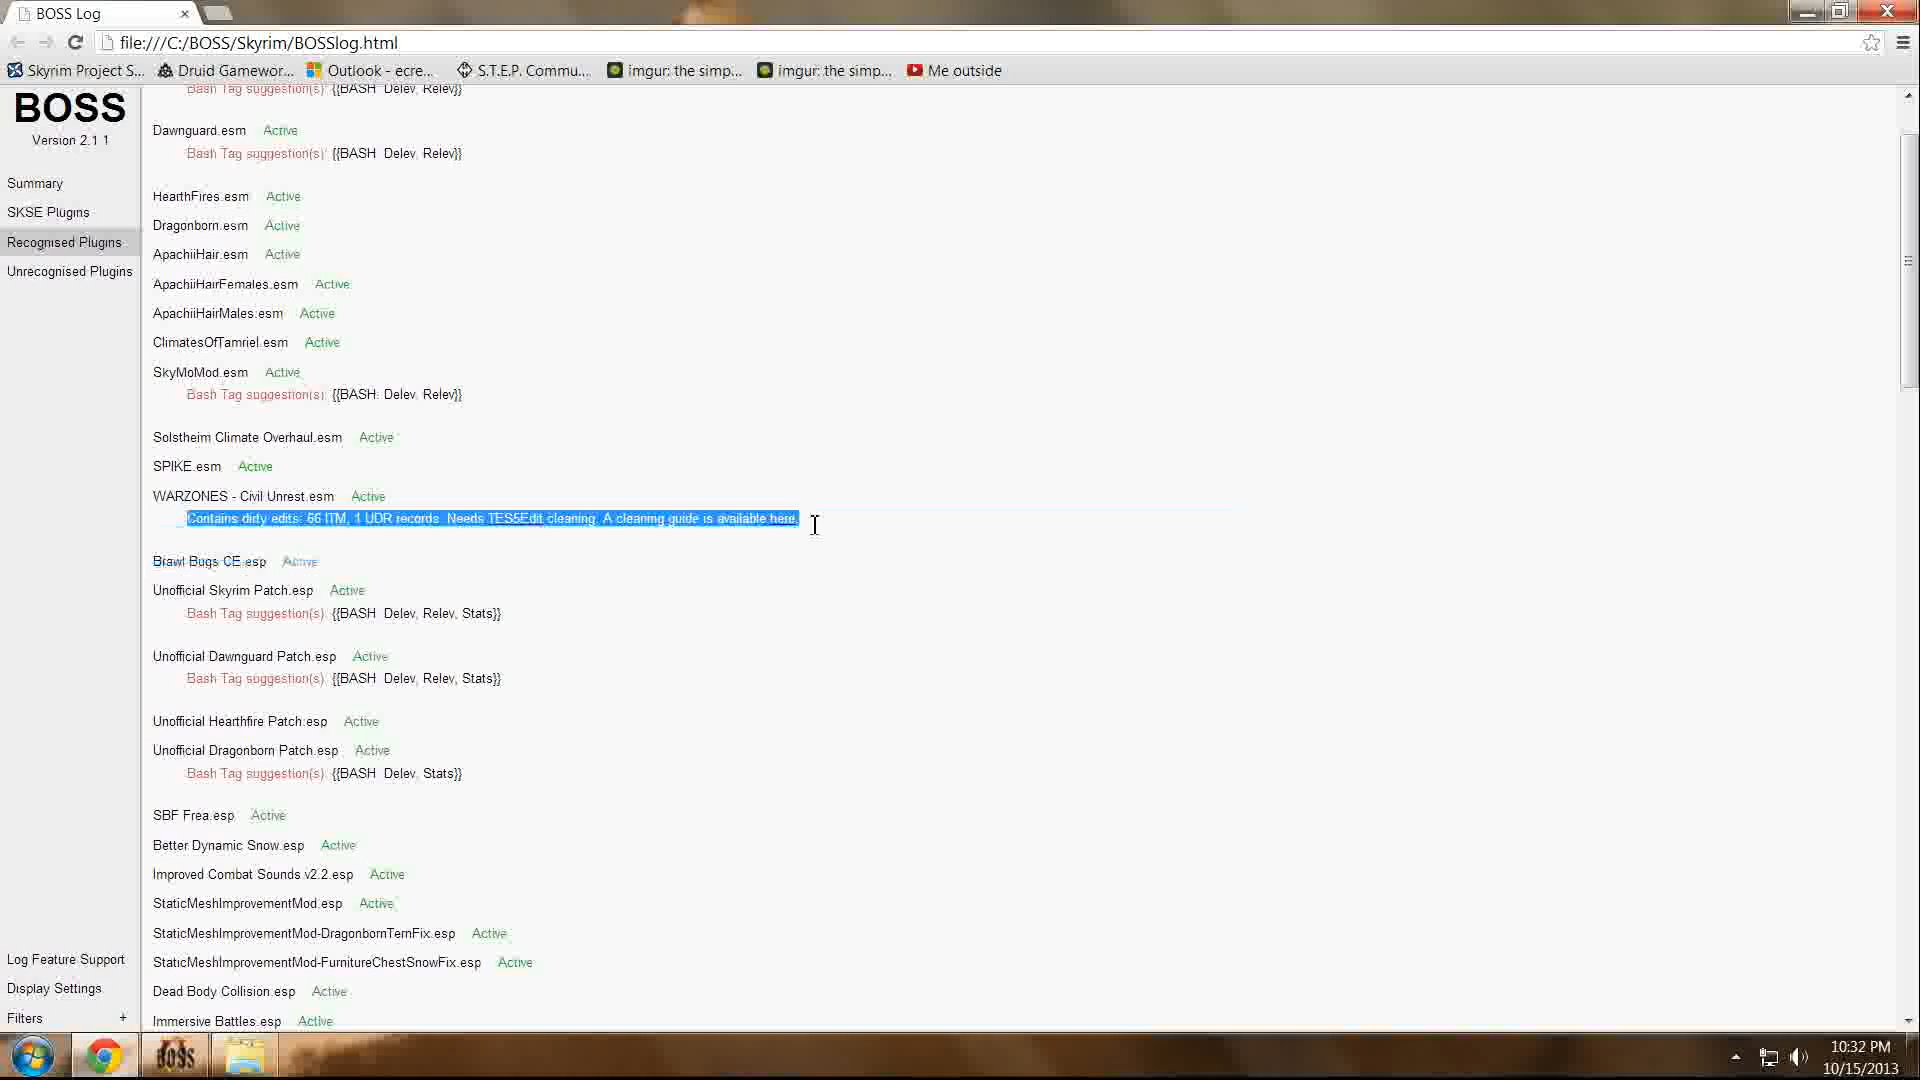 BOSS Log
file:///C:/BOSS/Skyrim/BOSSlog.html
Skyrim Project S... Druid Gamewor... Outlook - ecre... S.T.E.P. Commu... imgur: the simp... imgur: the simp... Me outside
BOSS
Version 2.1 1
Summary
SKSE Plugins
Recognised Plugins
Unrecognised Plugins
Log Feature Support
Display Settings
Filters +
Bash Tag suggestion(s): {{BASH Delev, Relev}}
Dawnguard.esm Active
Bash Tag suggestion(s): {{BASH Delev, Relev}}
HearthFires.esm Active
Dragonborn.esm Active
ApachiiHair.esm Active
ApachiiHairFemales.esm Active
ApachiiHairMales.esm Active
ClimatesOfTamriel.esm Active
SkyMoMod.esm Active
Bash Tag suggestion(s): {{BASH: Delev, Relev}}
Solstheim Climate Overhaul.esm Active
SPIKE.esm Active
WARZONES - Civil Unrest.esm Active
Contains dirty edits: 66 ITM, 1 UDR records. Needs TES5Edit cleaning. A cleaning guide is available here.
Brawl Bugs CE.esp Active
Unofficial Skyrim Patch.esp Active
Bash Tag suggestion(s): {{BASH Delev, Relev, Stats}}
Unofficial Dawnguard Patch.esp Active
Bash Tag suggestion(s): {{BASH Delev, Relev, Stats}}
Unofficial Hearthfire Patch.esp Active
Unofficial Dragonborn Patch.esp Active
Bash Tag suggestion(s): {{BASH Delev, Stats}}
SBF Frea.esp Active
Better Dynamic Snow.esp Active
Improved Combat Sounds v2.2.esp Active
StaticMeshImprovementMod.esp Active
StaticMeshImprovementMod-DragonbornTernFix.esp Active
StaticMeshImprovementMod-FurnitureChestSnowFix.esp Active
Dead Body Collision.esp Active
Immersive Battles.esp Active
BOSS
10:32 PM
10/15/2013